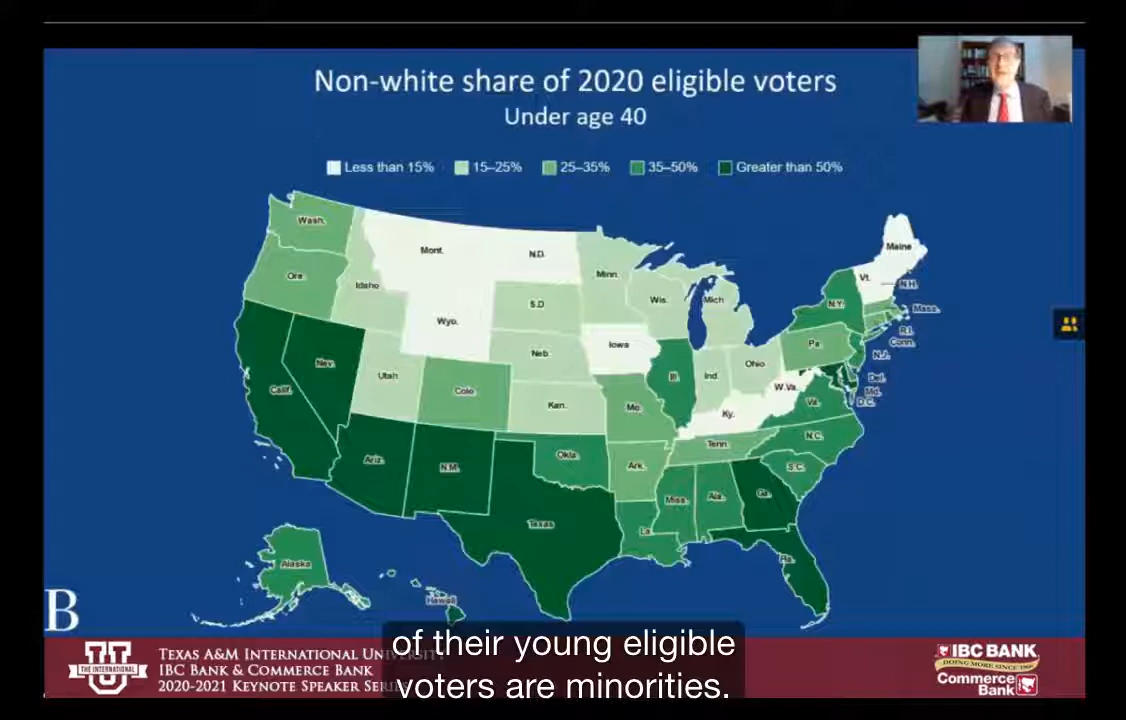 Non-white share of 2020 eligible voters
Under age 40
Less than 15% 15–25% 25–35% 35–50% Greater than 50%
Wash.
Mont.
N.D.
Minn.
Maine
Ore.
Idaho
Wyo.
S.D
Wis.
Mich
Vt.
N.H.
N.Y.
Mass.
R.I.
Conn.
Iowa
Neb.
Pa.
N.J.
Nev.
Utah
Colo
Ill.
Ind.
Ohio
W.Va.
Del.
Md.
D.C.
Calif.
Kan.
Mo.
Ky.
Va.
Ariz.
N.M.
Okla.
Ark.
Tenn.
N.C.
S.C.
Texas
La.
Miss.
Ala.
Ga.
Fla.
Alaska
Hawaii
B
U
THE INTERNATIONAL
TEXAS A&M INTERNATIONAL UNIVERSITY
IBC BANK & COMMERCE BANK
2020-2021 KEYNOTE SPEAKER SERIES
of their young eligible
voters are minorities.
IBC BANK
DOING MORE SINCE 1966
Commerce
Bank